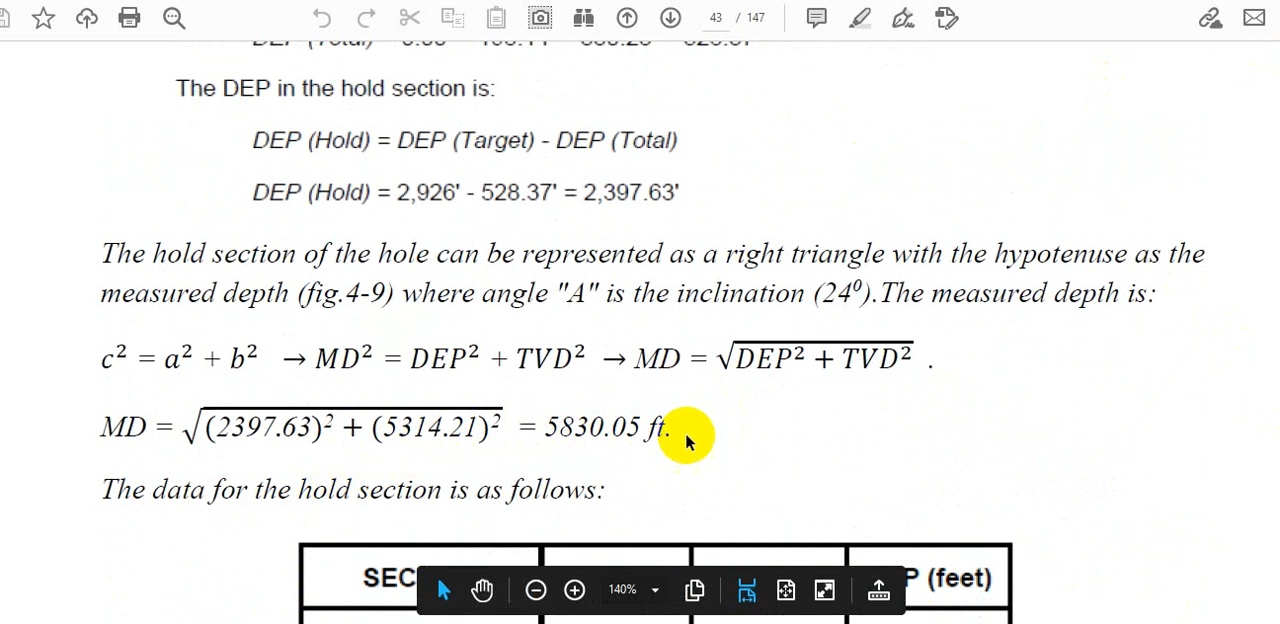 43 / 147
The DEP in the hold section is:
DEP (Hold) = DEP (Target) - DEP (Total)
DEP (Hold) = 2,926' - 528.37' = 2,397.63'
The hold section of the hole can be represented as a right triangle with the hypotenuse as the
measured depth (fig.4-9) where angle "A" is the inclination (24⁰).The measured depth is:
c² = a² + b² → MD² = DEP² + TVD² → MD = √DEP² + TVD² .
MD = √(2397.63)² + (5314.21)² = 5830.05 ft.
The data for the hold section is as follows:
P (feet)
140%